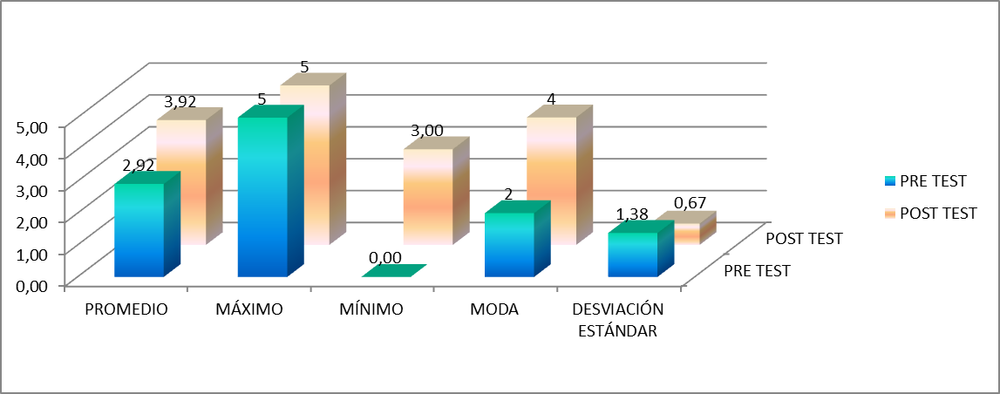 5
3,92
5
4
5,00
3,00
4,00
2,92
3,00
2
2,00
1,38
0,67
1,00
0,00
0,00
PROMEDIO
MÁXIMO
MÍNIMO
MODA
DESVIACIÓN
ESTÁNDAR
POST TEST
PRE TEST
PRE TEST
POST TEST